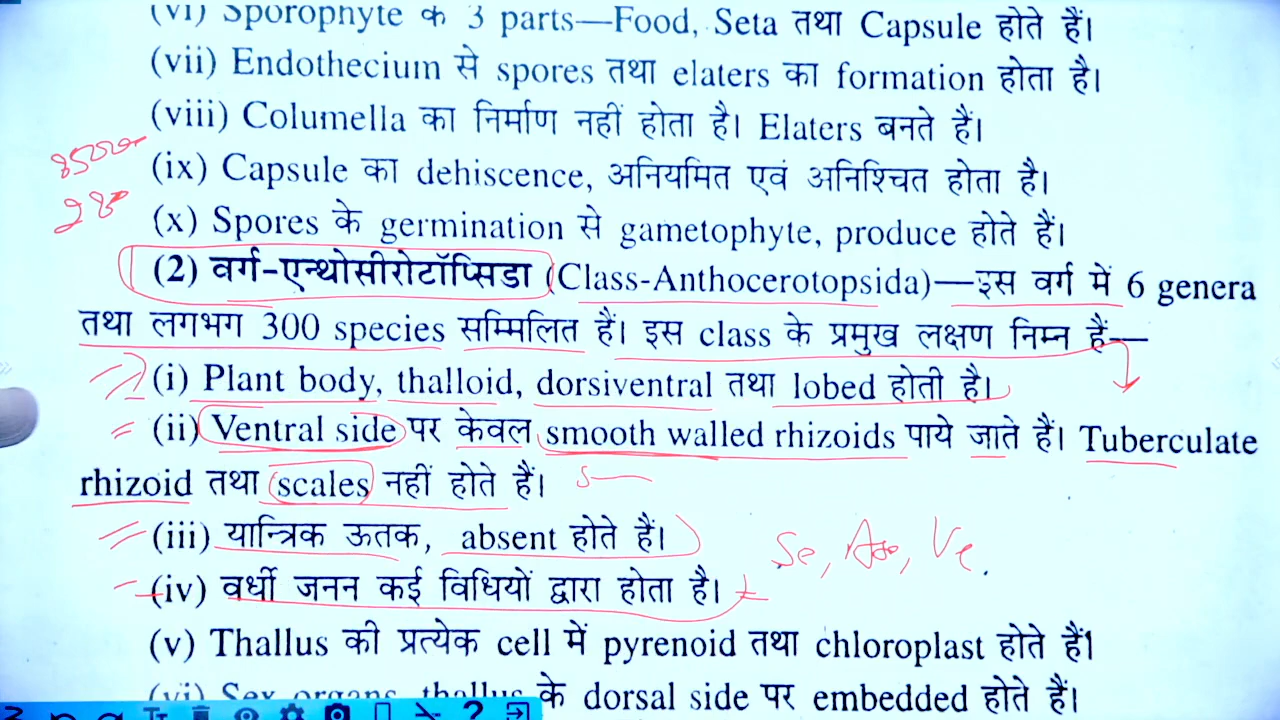 (vi) Sporophyte के 3 parts—Food, Seta तथा Capsule होते हैं।
(vii) Endothecium से spores तथा elaters का formation होता है।
(viii) Columella का निर्माण नहीं होता है। Elaters बनते हैं।
(ix) Capsule का dehiscence, अनियमित एवं अनिश्चित होता है।
(x) Spores के germination से gametophyte, produce होते हैं।
(2) वर्ग-एन्थोसीरोटॉप्सिडा (Class-Anthocerotopsida)—इस वर्ग में 6 genera
तथा लगभग 300 species सम्मिलित हैं। इस class के प्रमुख लक्षण निम्न हैं—
(i) Plant body, thalloid, dorsiventral तथा lobed होती है।
(ii) Ventral side पर केवल smooth walled rhizoids पाये जाते हैं। Tuberculate
rhizoid तथा scales नहीं होते हैं।
(iii) यान्त्रिक ऊतक, absent होते हैं।
Se, Ase, Ve.
(iv) वर्धी जनन कई विधियों द्वारा होता है।
(v) Thallus की प्रत्येक cell में pyrenoid तथा chloroplast होते हैं1
(vi) Sex organs, thallus के dorsal side पर embedded होते हैं।